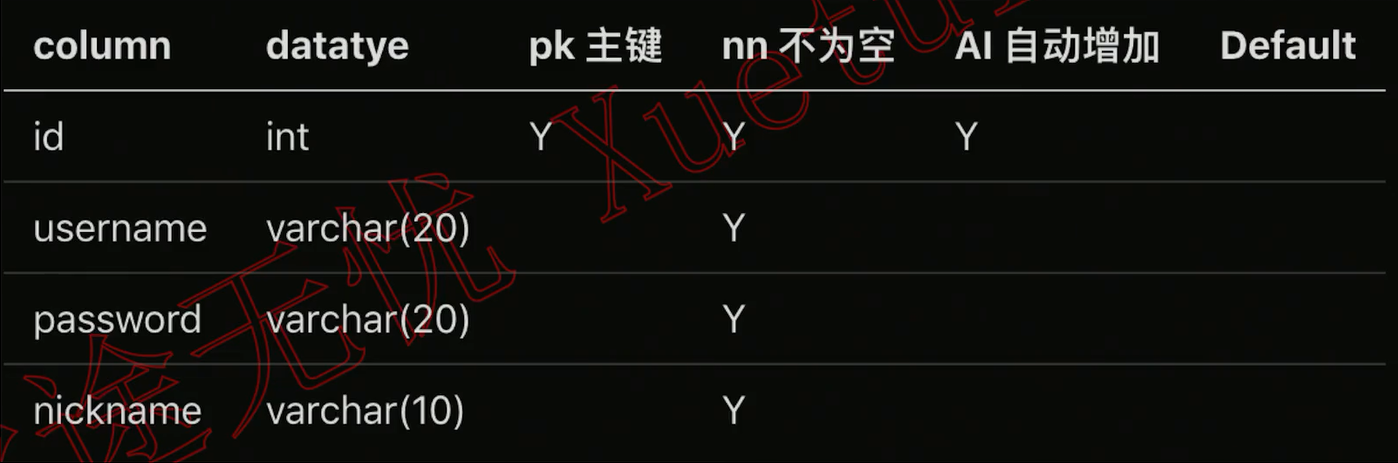 column datatye pk 主键 nn 不为空 AI 自动增加 Default
id int Y Y Y
username varchar(20) Y
password varchar(20) Y
nickname varchar(10) Y
途无忧 Xuetu